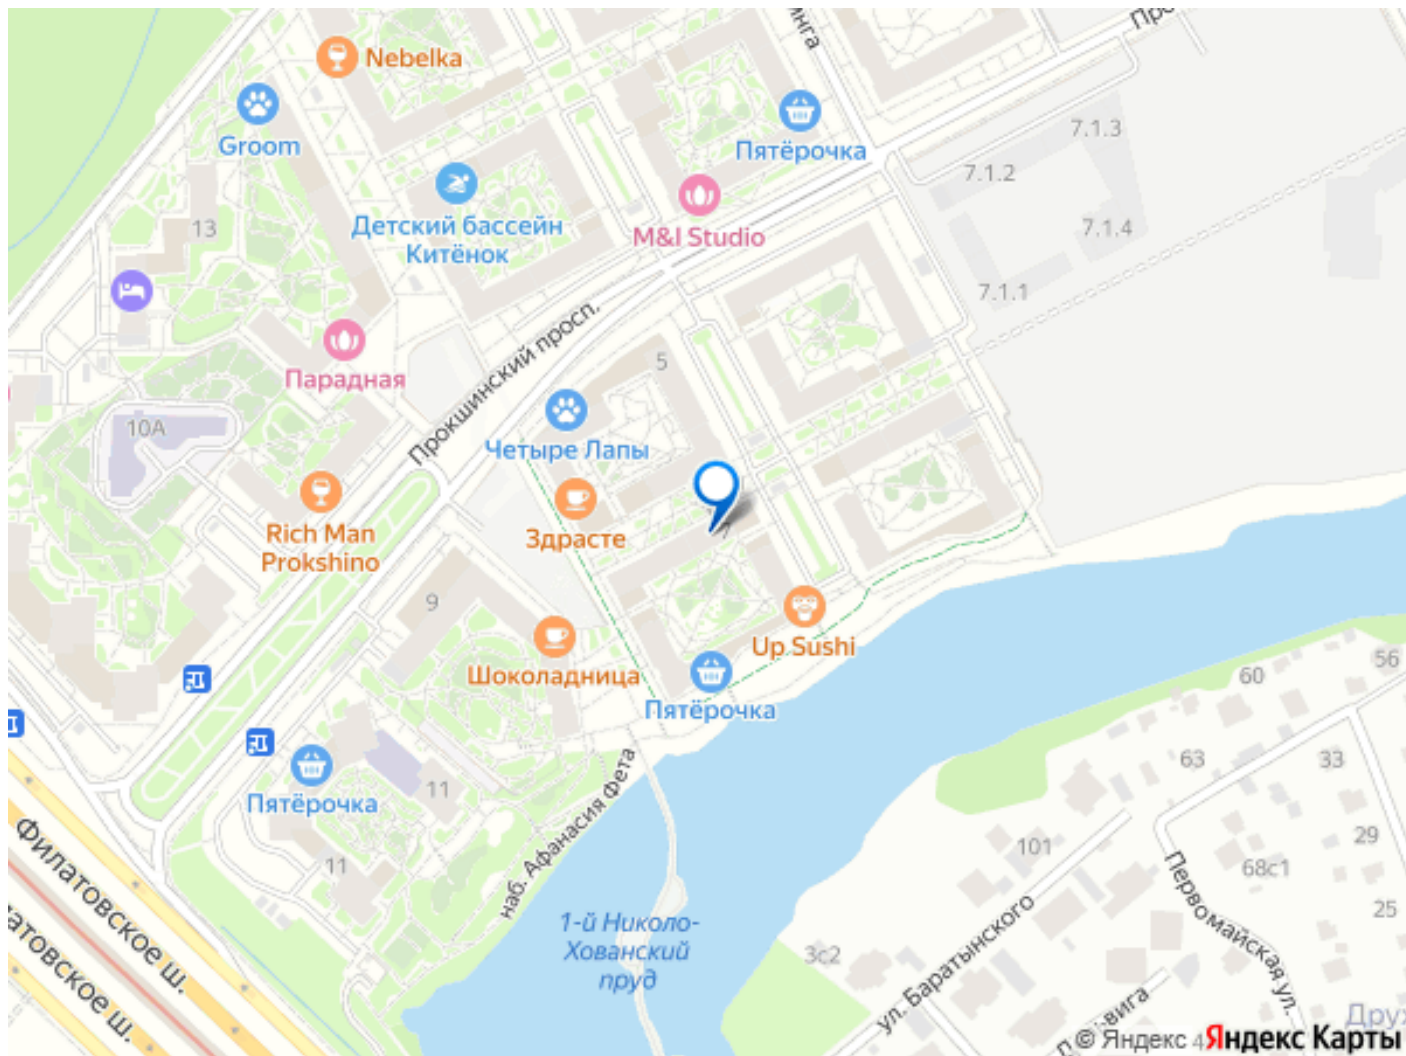 Nebelka
Groom
Пятёрочка
7.1.3
7.1.2
7.1.4
7.1.1
13
Детский бассейн
Китёнок
M&I Studio
Парадная
Прокшинский просп.
5
10А
Четыре Лапы
Rich Man
Prokshino
Здрасте
7
9
Up Sushi
Шоколадница
Пятёрочка
Пятёрочка
11
11
наб. Афанасия Фета
Филатовское ш.
1-й Николо-
Хованский
пруд
56
60
63
33
101
29
68с1
25
3с2
ул. Баратынского
Первомайская ул.
© Яндекс
Яндекс Карты